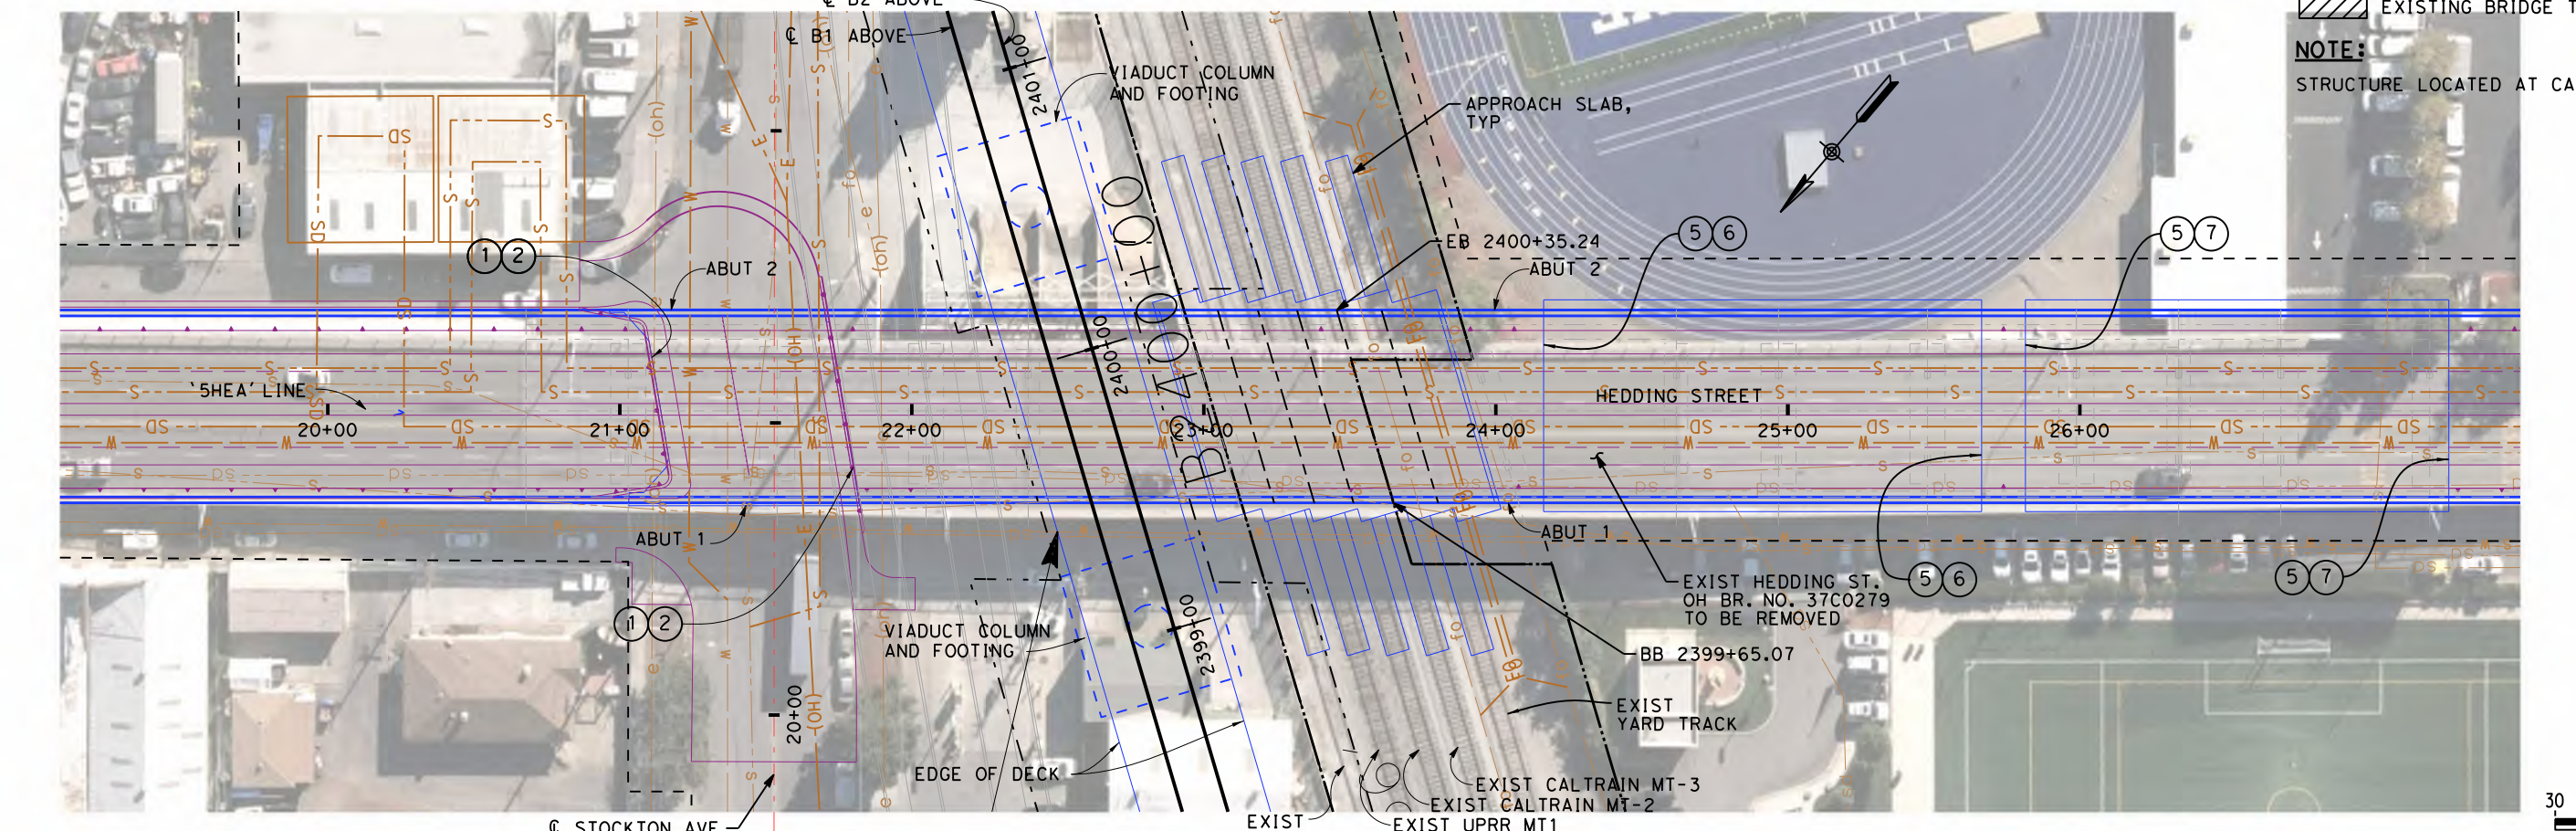 ℄ B2 ABOVE
EXISTING BRIDGE T
℄ B1 ABOVE
NOTE:
STRUCTURE LOCATED AT CA
2401+00
VIADUCT COLUMN
AND FOOTING
APPROACH SLAB,
TYP
1 2
ABUT 2
B2 2400+00
EB 2400+35.24
ABUT 2
5 6
5 7
2400+00
'5HEA' LINE
HEDDING STREET
20+00
21+00
22+00
23+00
24+00
25+00
26+00
ABUT 1
ABUT 1
1 2
VIADUCT COLUMN
AND FOOTING
2399+00
EXIST HEDDING ST.
OH BR. NO. 37C0279
TO BE REMOVED
5 6
5 7
BB 2399+65.07
20+00
EXIST
YARD TRACK
EDGE OF DECK
EXIST CALTRAIN MT-3
EXIST CALTRAIN MT-2
EXIST UPRR MT1
EXIST
℄ STOCKTON AVE
30